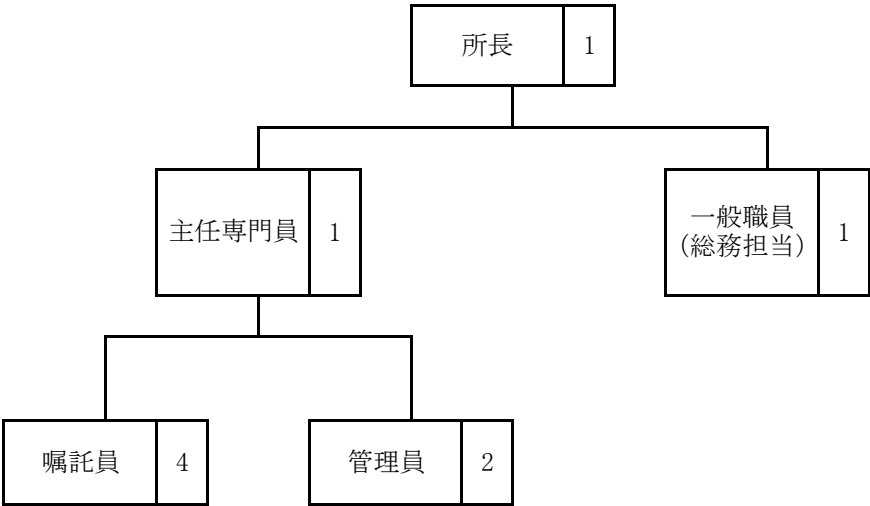 所長 1
主任専門員 1
一般職員
(総務担当) 1
嘱託員 4
管理員 2